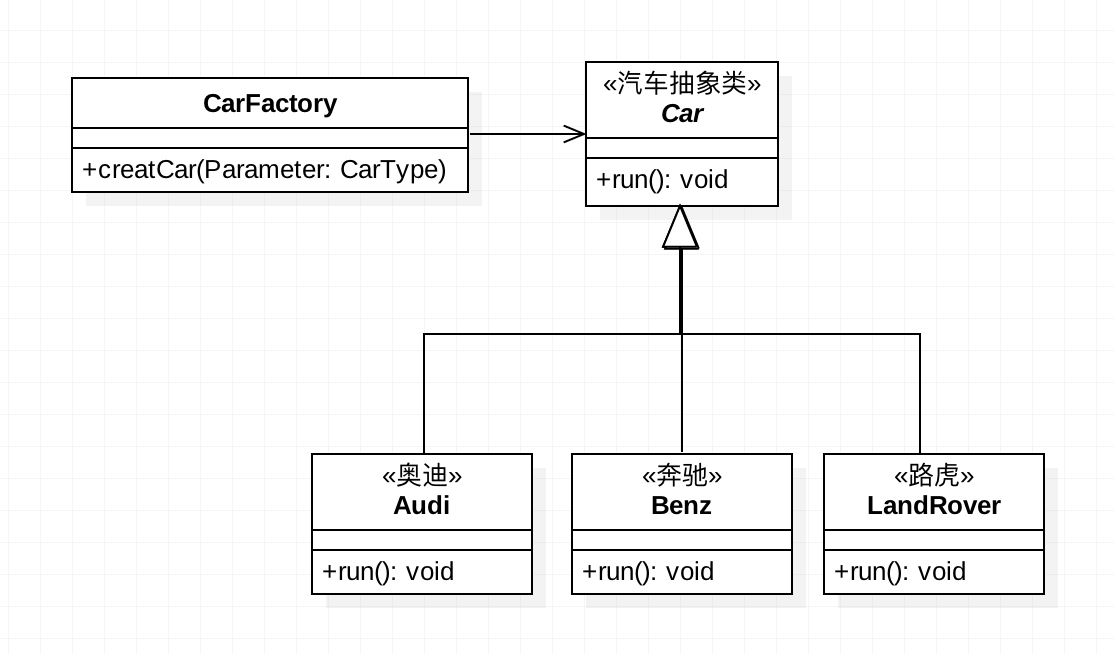 CarFactory
+creatCar(Parameter: CarType)
«汽车抽象类»
Car
+run(): void
«奥迪»
Audi
+run(): void
«奔驰»
Benz
+run(): void
«路虎»
LandRover
+run(): void